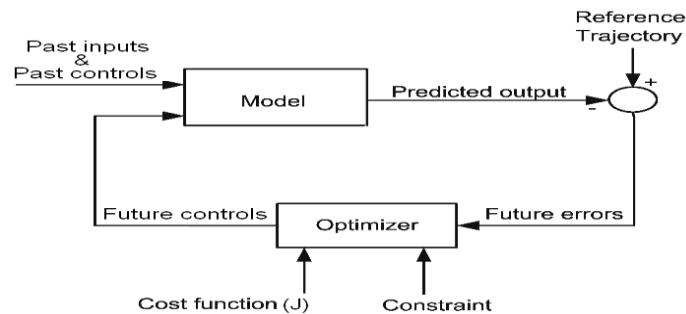 Reference
Trajectory
Past inputs
&
Past controls
+
Model
Predicted output
-
Future controls
Optimizer
Future errors
Cost function (J)
Constraint